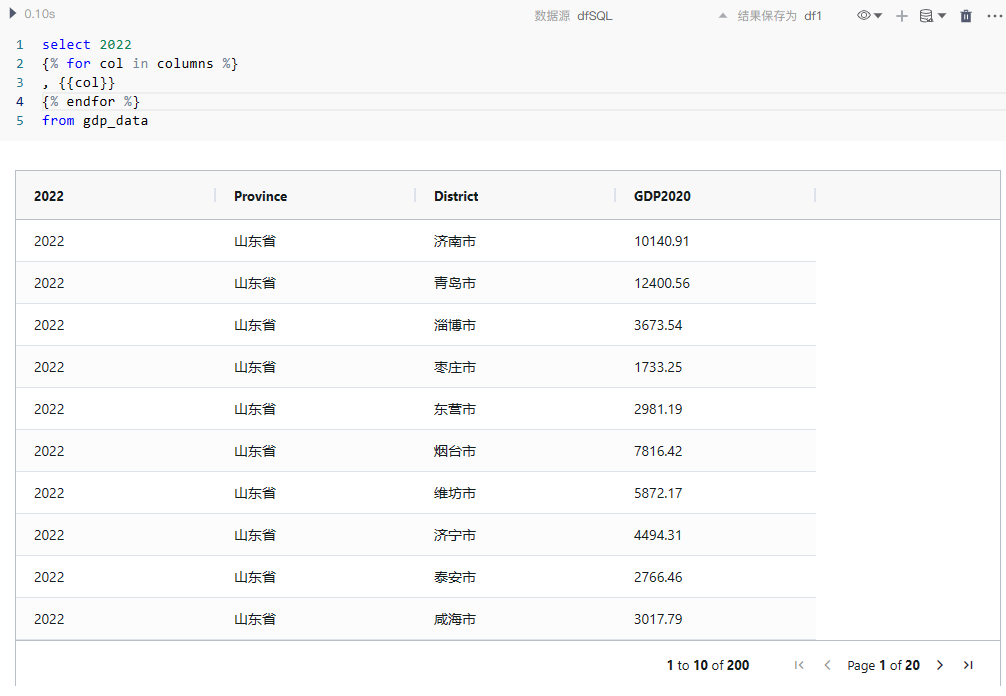 0.10s 数据源 dfSQL 结果保存为 df1
1 select 2022
2 {% for col in columns %}
3 , {{col}}
4 {% endfor %}
5 from gdp_data
2022 Province District GDP2020
2022 山东省 济南市 10140.91
2022 山东省 青岛市 12400.56
2022 山东省 淄博市 3673.54
2022 山东省 枣庄市 1733.25
2022 山东省 东营市 2981.19
2022 山东省 烟台市 7816.42
2022 山东省 维坊市 5872.17
2022 山东省 济宁市 4494.31
2022 山东省 泰安市 2766.46
2022 山东省 咸海市 3017.79
1 to 10 of 200 Page 1 of 20